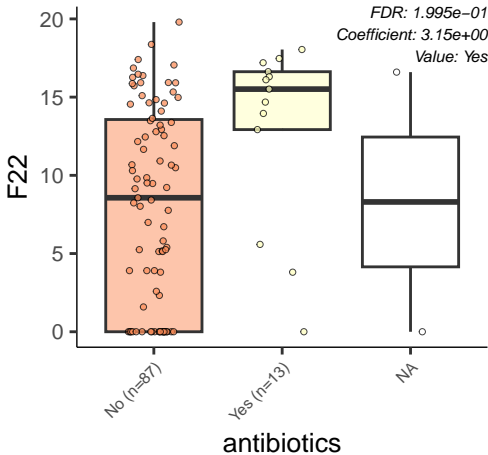 FDR: 1.995e−01
Coefficient: 3.15e+00
Value: Yes
20
15
10
5
0
F22
No (n=87)
Yes (n=13)
NA
antibiotics